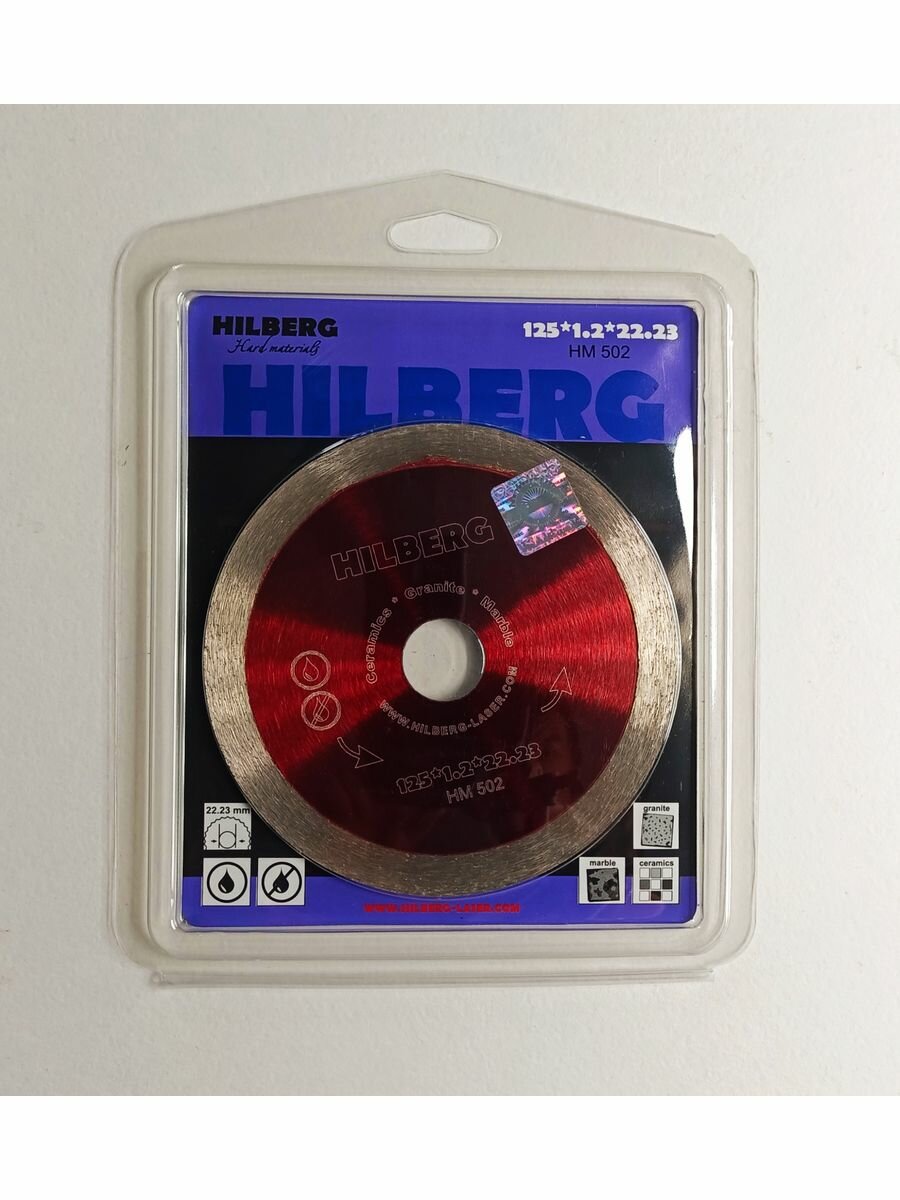 HILBERG
Hard materials
125*1.2*22.23
HM 502
HILBERG
HILBERG
Ceramics * Granite * Marble
WWW.HILBERG-LASER.COM
125*1.2*22.23
HM 502
22.23 mm
granite
marble
ceramics
WWW.HILBERG-LASER.COM